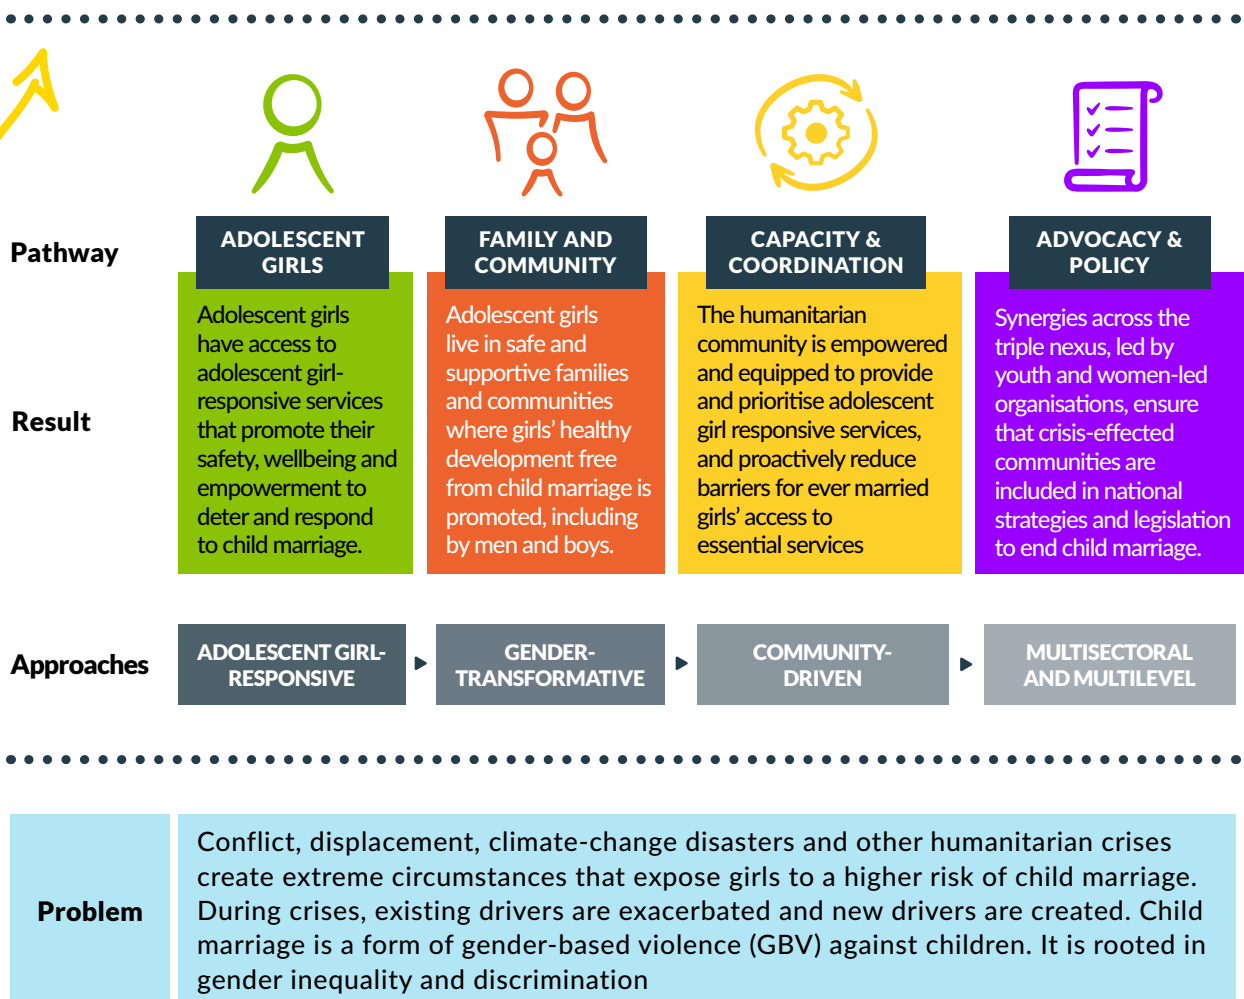 Pathway
ADOLESCENT
GIRLS
FAMILY AND
COMMUNITY
CAPACITY &
COORDINATION
ADVOCACY &
POLICY
Result
Adolescent girls
have access to
adolescent girl-
responsive services
that promote their
safety, wellbeing and
empowerment to
deter and respond
to child marriage.
Adolescent girls
live in safe and
supportive families
and communities
where girls' healthy
development free
from child marriage is
promoted, including
by men and boys.
The humanitarian
community is empowered
and equipped to provide
and prioritise adolescent
girl responsive services,
and proactively reduce
barriers for ever married
girls' access to
essential services
Synergies across the
triple nexus, led by
youth and women-led
organisations, ensure
that crisis-effected
communities are
included in national
strategies and legislation
to end child marriage.
Approaches
ADOLESCENT GIRL-
RESPONSIVE
GENDER-
TRANSFORMATIVE
COMMUNITY-
DRIVEN
MULTISECTORAL
AND MULTILEVEL
Problem
Conflict, displacement, climate-change disasters and other humanitarian crises
create extreme circumstances that expose girls to a higher risk of child marriage.
During crises, existing drivers are exacerbated and new drivers are created. Child
marriage is a form of gender-based violence (GBV) against children. It is rooted in
gender inequality and discrimination